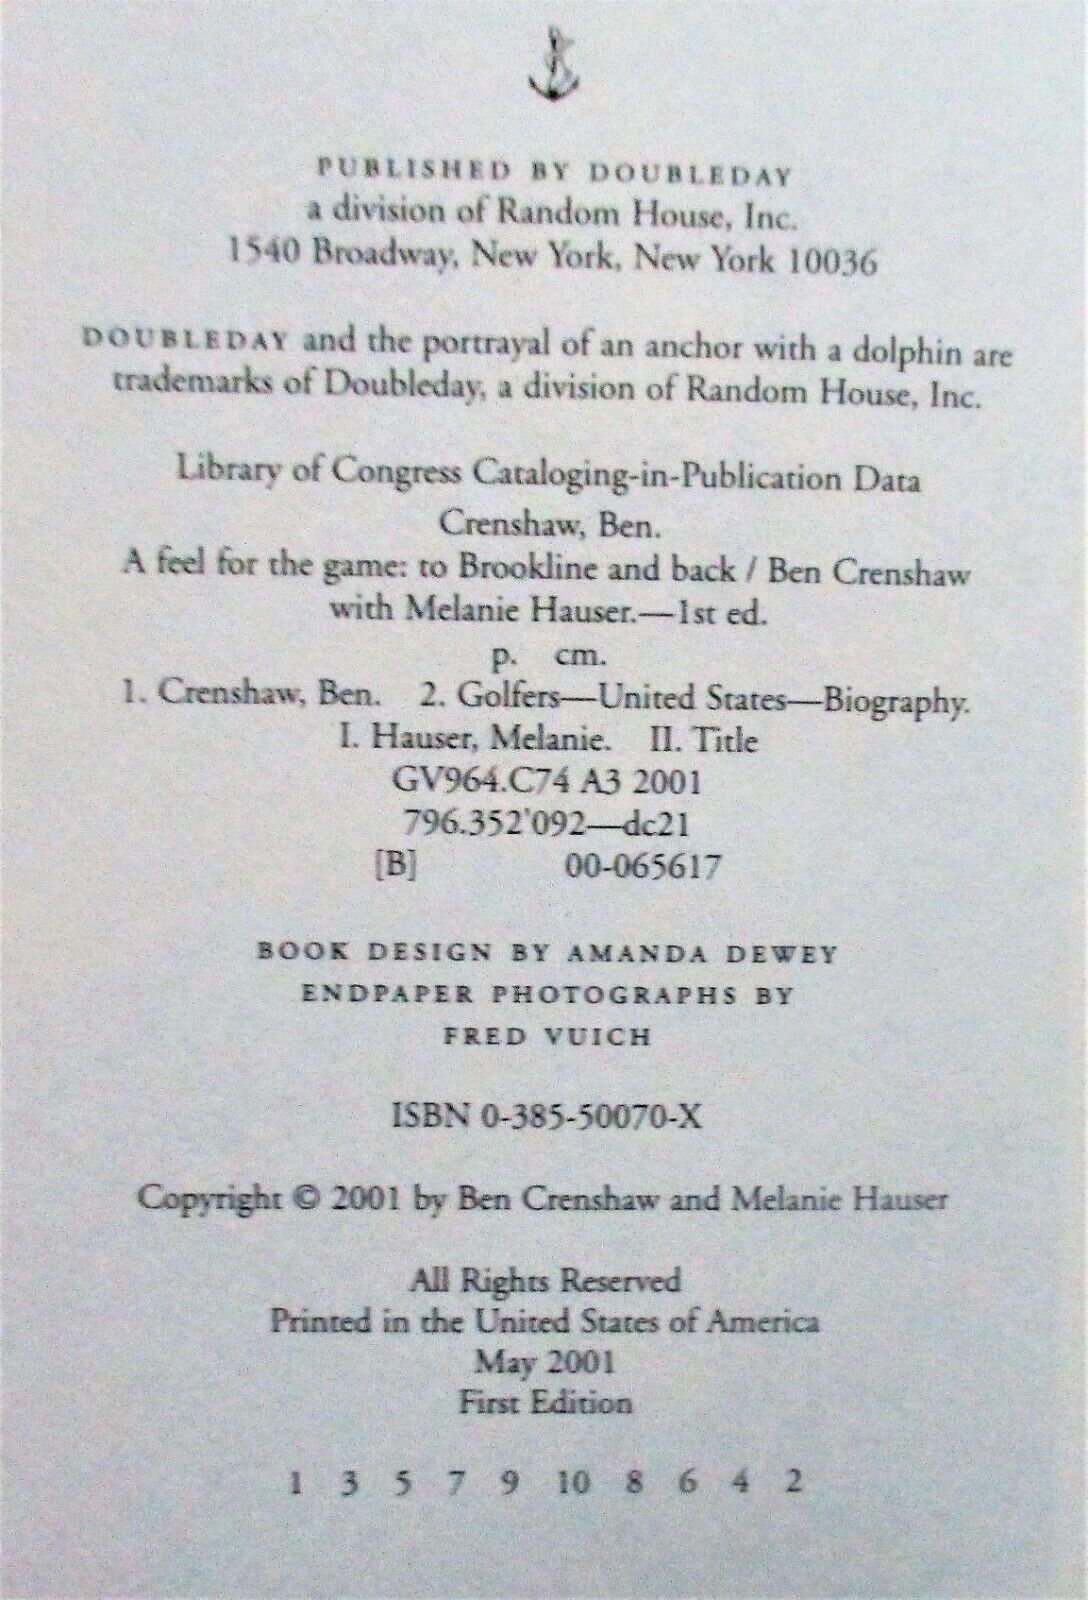 PUBLISHED BY DOUBLEDAY
a division of Random House, Inc.
1540 Broadway, New York, New York 10036
DOUBLEDAY and the portrayal of an anchor with a dolphin are
trademarks of Doubleday, a division of Random House, Inc.
Library of Congress Cataloging-in-Publication Data
Crenshaw, Ben.
A feel for the game: to Brookline and back / Ben Crenshaw
with Melanie Hauser.—1st ed.
p. cm.
1. Crenshaw, Ben. 2. Golfers—United States—Biography.
I. Hauser, Melanie. II. Title
GV964.C74 A3 2001
796.352'092—dc21
[B] 00-065617
BOOK DESIGN BY AMANDA DEWEY
ENDPAPER PHOTOGRAPHS BY
FRED VUICH
ISBN 0-385-50070-X
Copyright © 2001 by Ben Crenshaw and Melanie Hauser
All Rights Reserved
Printed in the United States of America
May 2001
First Edition
1 3 5 7 9 10 8 6 4 2